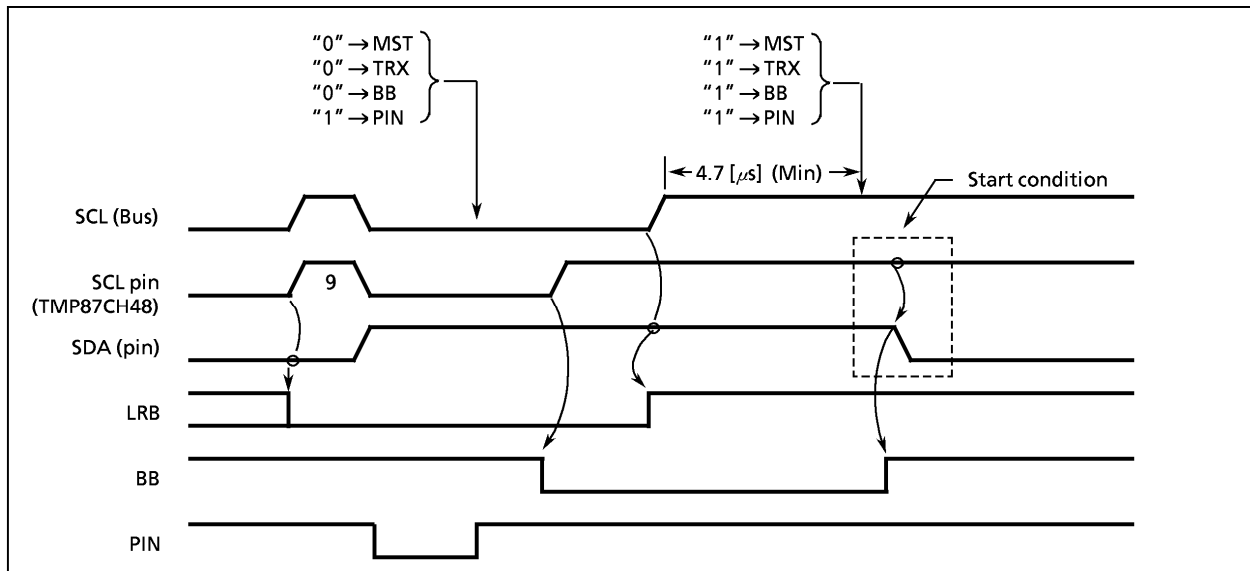 “0” → MST
“0” → TRX
“0” → BB
“1” → PIN
“1” → MST
“1” → TRX
“1” → BB
“1” → PIN
4.7 [μs] (Min)
Start condition
SCL (Bus)
SCL pin
(TMP87CH48)
9
SDA (pin)
LRB
BB
PIN